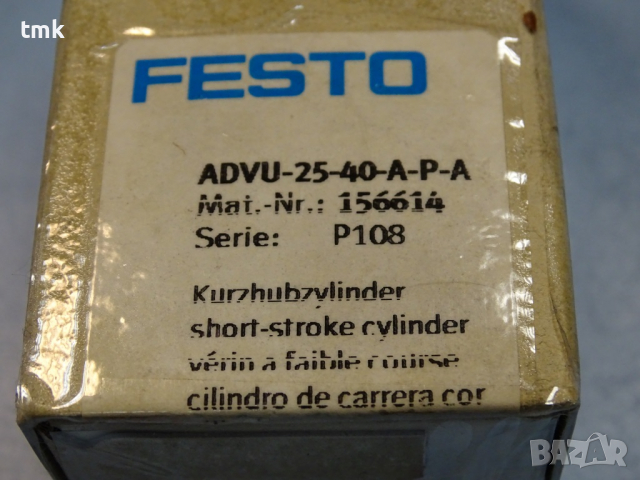 tmk
FESTO
ADVU-25-40-A-P-A
Mat.-Nr.: 156614
Serie: P108
Kurzhubzylinder
short-stroke cylinder
vérin a faible course
cilindro de carrera cor
BAZAR